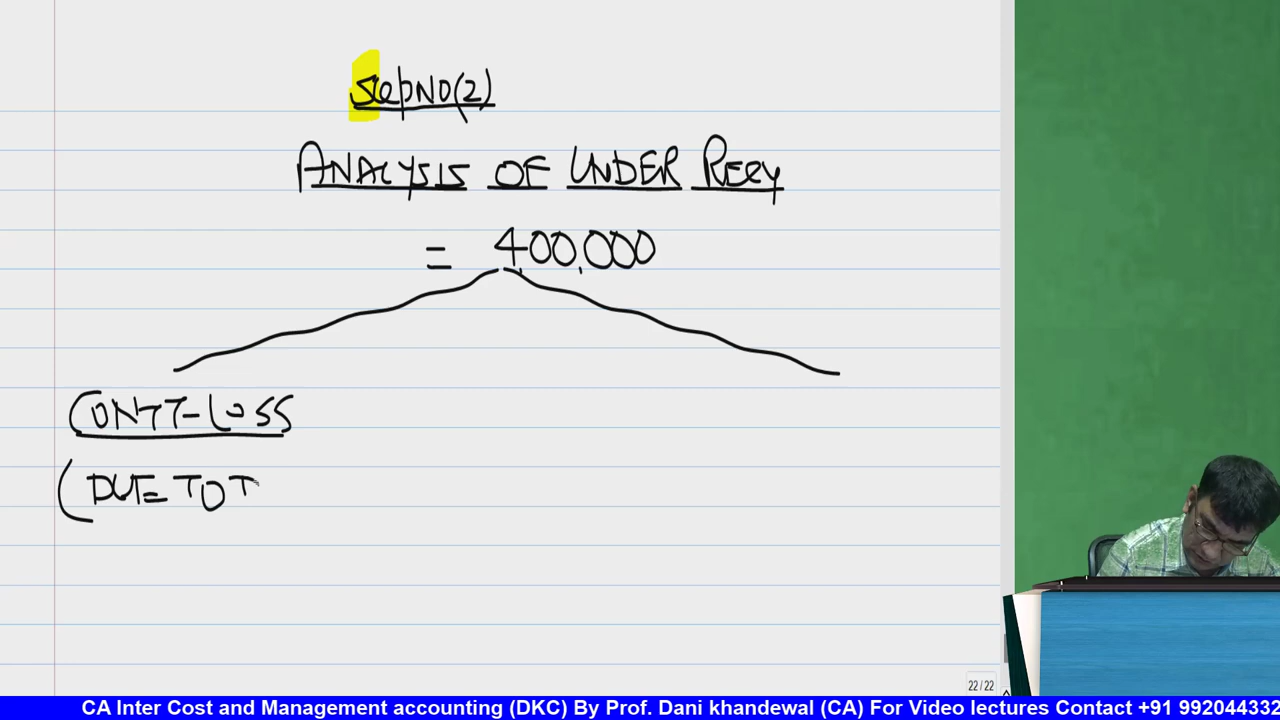 StepNO(2)
ANALYSIS OF UNDER RECY
= 400,000
CONTT-LOSS
(DUE TO T
22 / 22
CA Inter Cost and Management accounting (DKC) By Prof. Dani khandewal (CA) For Video lectures Contact +91 992044332